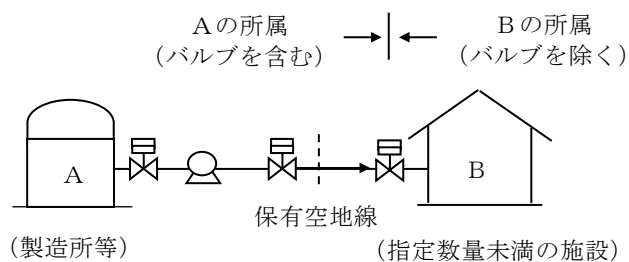 Aの所属
(バルブを含む)
Bの所属
(バルブを除く)
A
B
保有空地線
(製造所等)
(指定数量未満の施設)